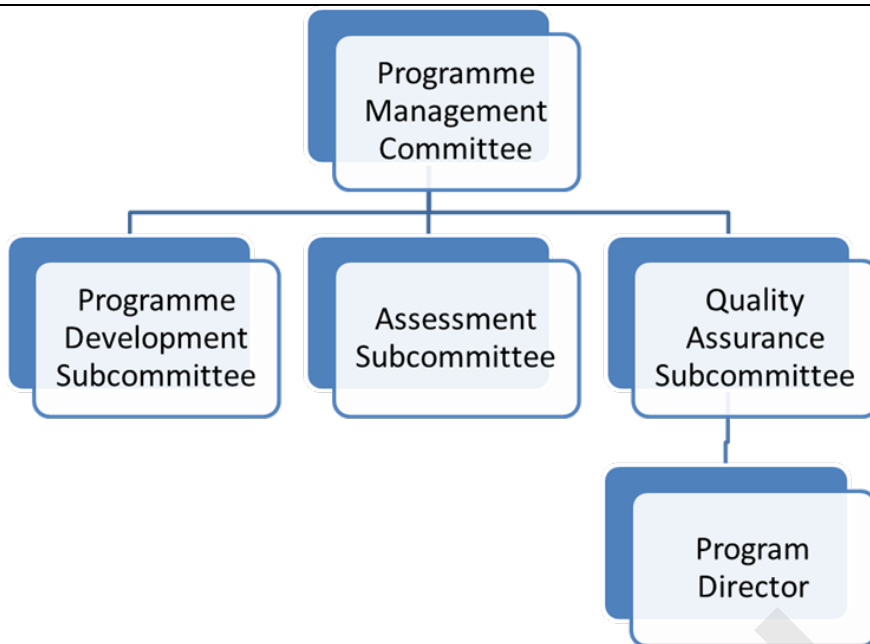 Programme
Management
Committee
Programme
Development
Subcommittee
Assessment
Subcommittee
Quality
Assurance
Subcommittee
Program
Director